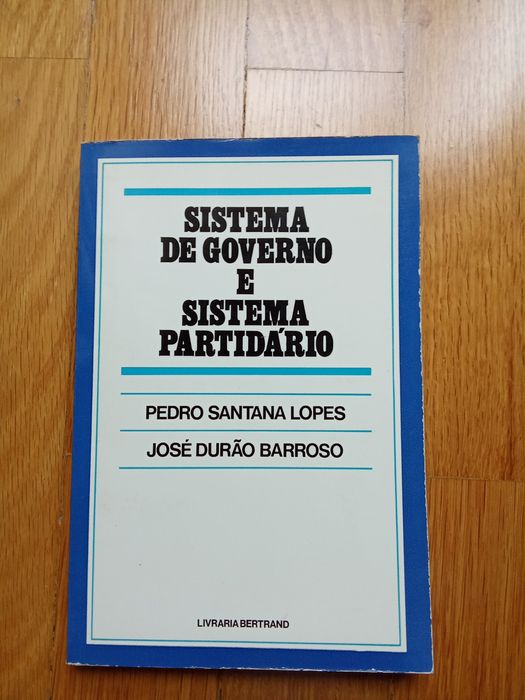 SISTEMA
DE GOVERNO
E
SISTEMA
PARTIDÁRIO
PEDRO SANTANA LOPES
JOSÉ DURÃO BARROSO
LIVRARIA BERTRAND